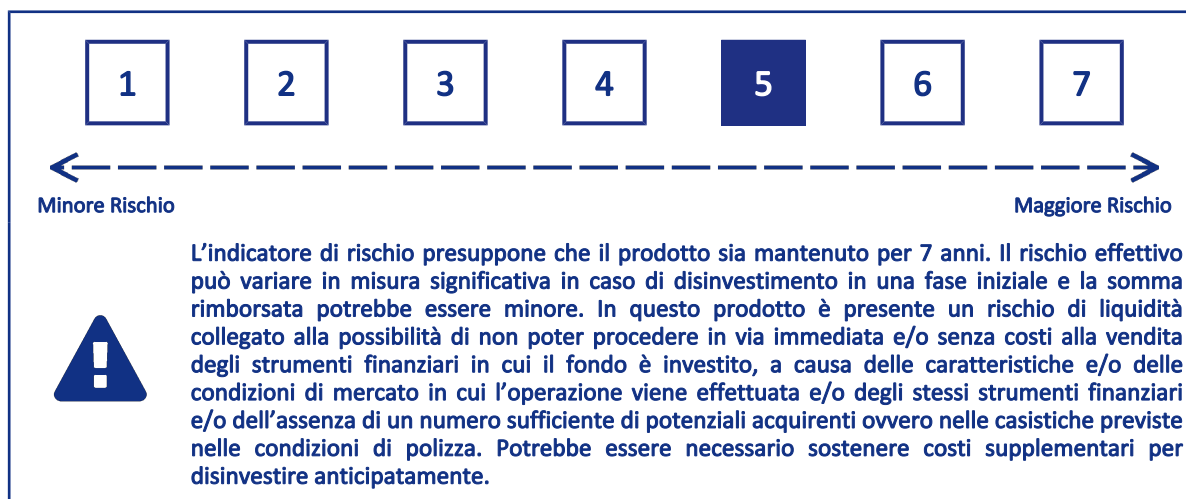 1 2 3 4 5 6 7
Minore Rischio Maggiore Rischio
L’indicatore di rischio presuppone che il prodotto sia mantenuto per 7 anni. Il rischio effettivo
può variare in misura significativa in caso di disinvestimento in una fase iniziale e la somma
rimborsata potrebbe essere minore. In questo prodotto è presente un rischio di liquidità
collegato alla possibilità di non poter procedere in via immediata e/o senza costi alla vendita
degli strumenti finanziari in cui il fondo è investito, a causa delle caratteristiche e/o delle
condizioni di mercato in cui l’operazione viene effettuata e/o degli stessi strumenti finanziari
e/o dell’assenza di un numero sufficiente di potenziali acquirenti ovvero nelle casistiche previste
nelle condizioni di polizza. Potrebbe essere necessario sostenere costi supplementari per
disinvestire anticipatamente.